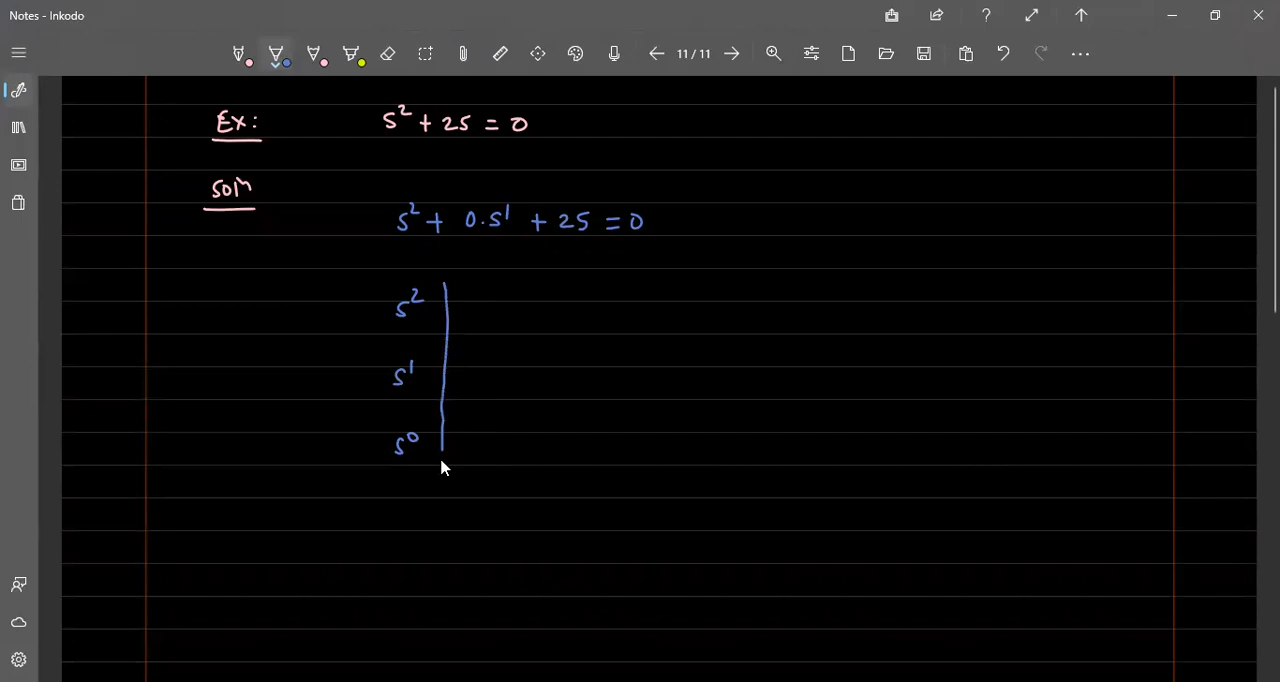 Notes - Inkodo
11 / 11
Ex: s² + 25 = 0
Soln
s² + 0.s¹ + 25 = 0
s²
s¹
s⁰